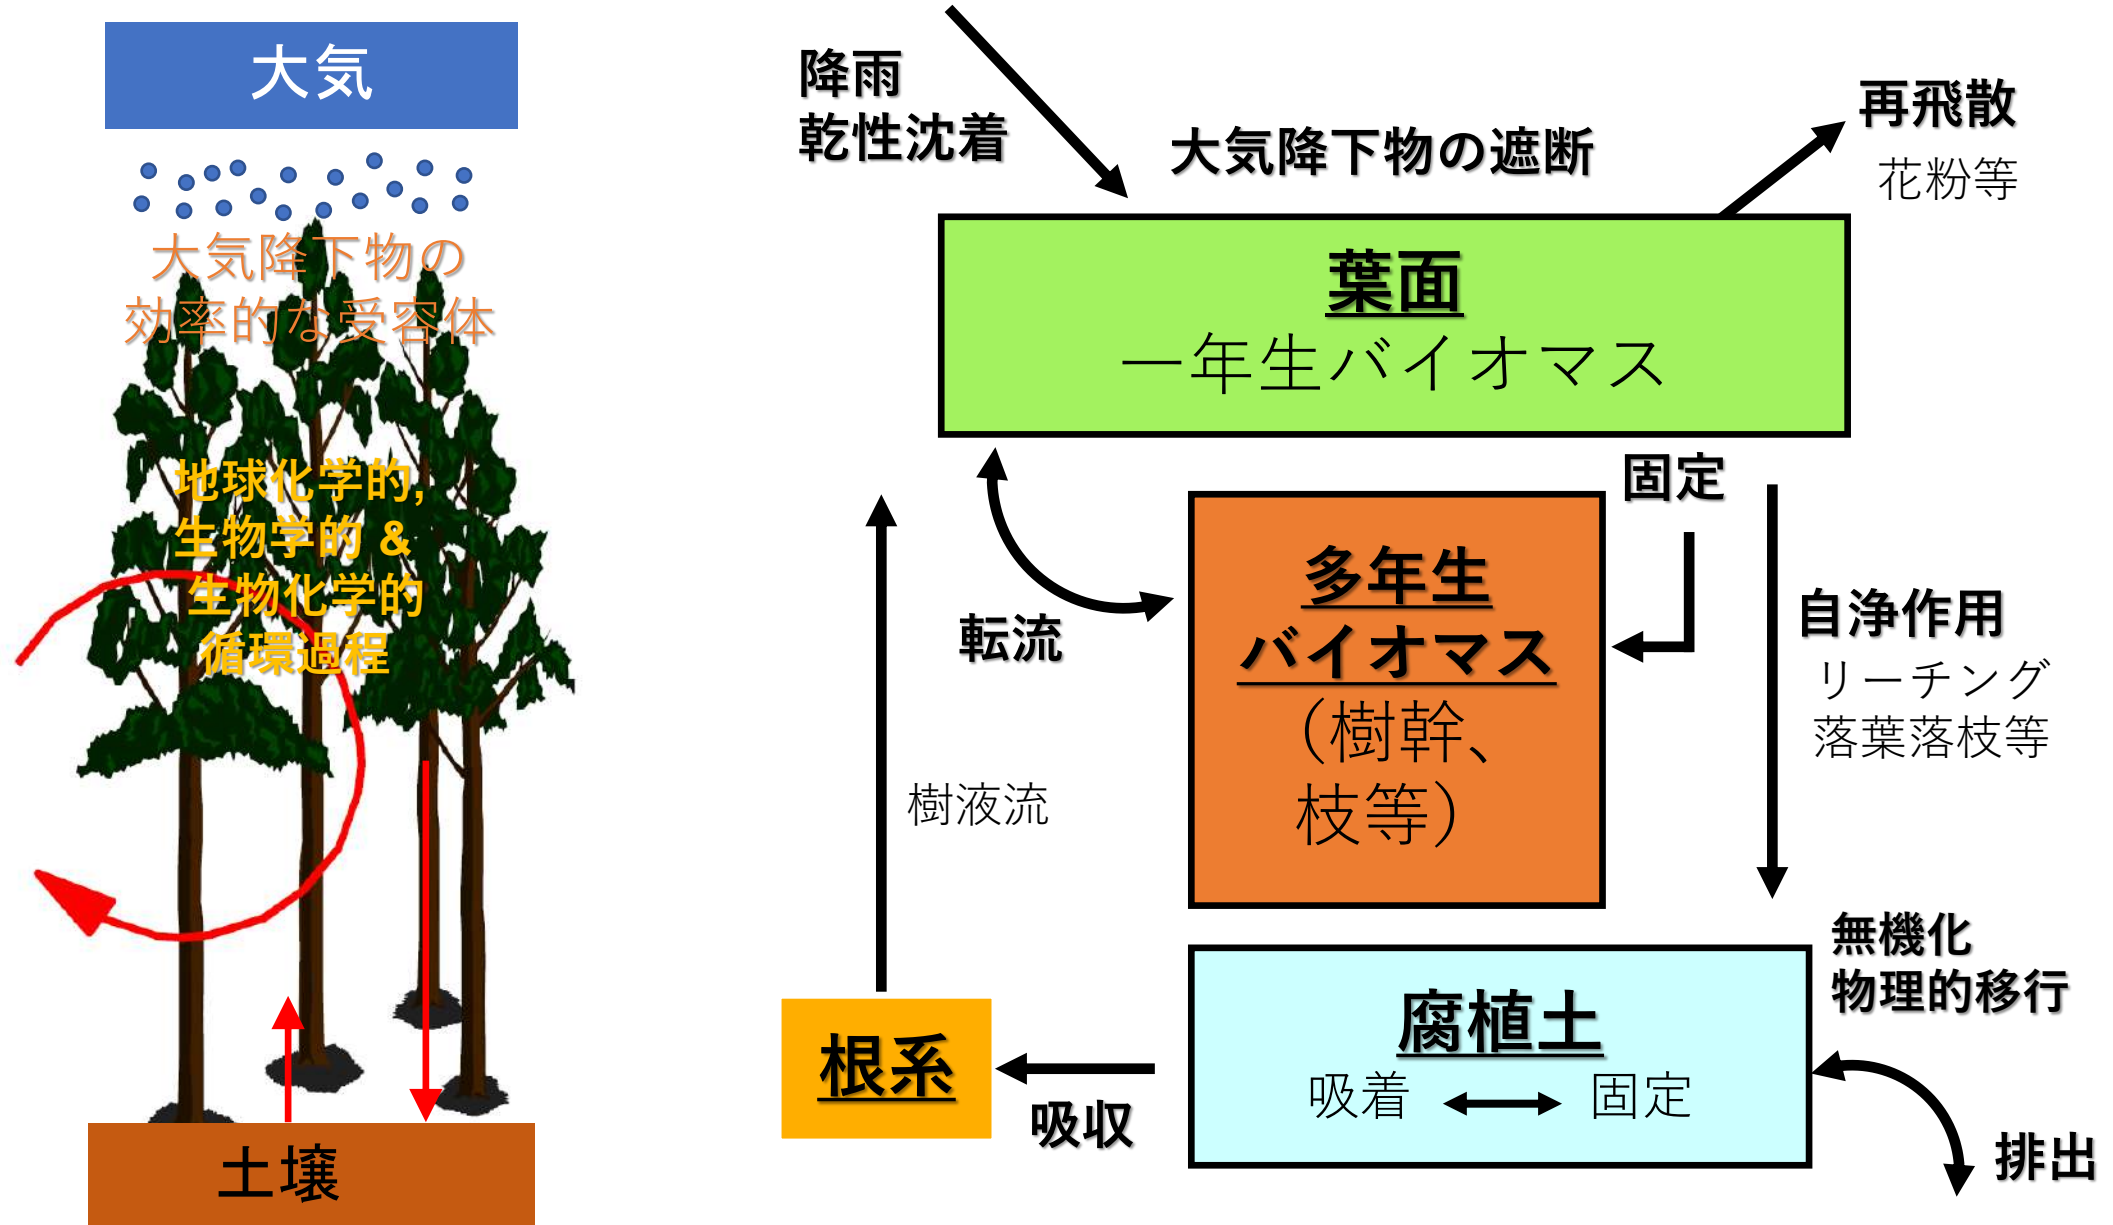 大気
大気降下物の
効率的な受容体
地球化学的,
生物学的 &
生物化学的
循環過程
土壌
降雨
乾性沈着
大気降下物の遮断
再飛散
花粉等
葉面
一年生バイオマス
固定
転流
多年生
バイオマス
（樹幹、
枝等）
自浄作用
リーチング
落葉落枝等
樹液流
無機化
物理的移行
根系
吸収
腐植土
吸着
固定
排出